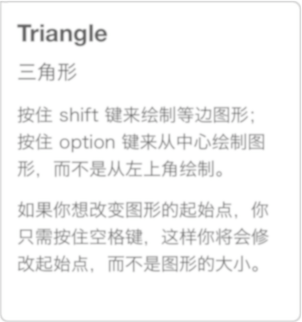 Triangle
三角形
按住 shift 键来绘制等边图形；
按住 option 键来从中心绘制图
形，而不是从左上角绘制。
如果你想改变图形的起始点，你
只需按住空格键，这样你将会修
改起始点，而不是图形的大小。